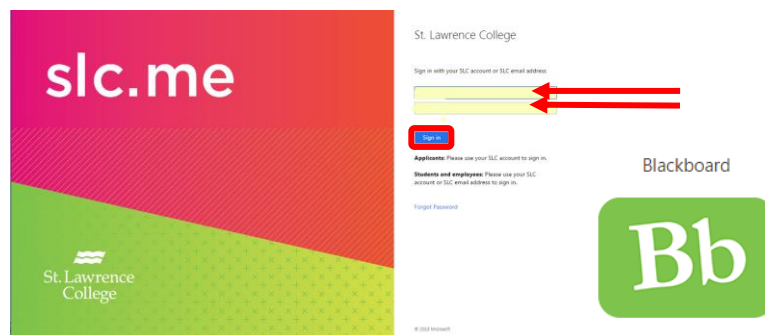 slc.me
St. Lawrence
College
St. Lawrence College
Sign in with your SLC account or SLC email address
Sign in
Applicants: Please use your SLC account to sign in.
Students and employees: Please use your SLC
account or SLC email address to sign in.
Forgot Password
© 2018 Microsoft
Blackboard
Bb